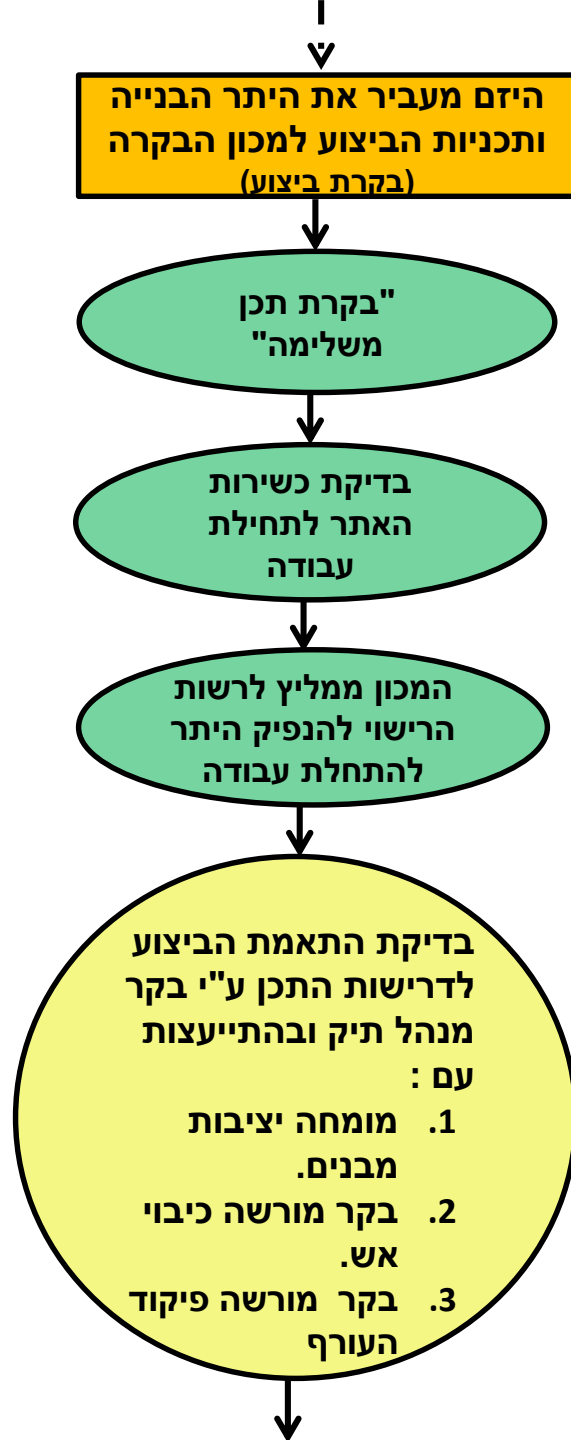 היזם מעביר את היתר הבנייה
ותכניות הביצוע למכון הבקרה
(בקרת ביצוע)
"בקרת תכן
משלימה"
בדיקת כשירות
האתר לתחילת
עבודה
המכון ממליץ לרשות
הרישוי להנפיק היתר
להתחלת עבודה
בדיקת התאמת הביצוע
לדרישות התכן ע"י בקר
מנהל תיק ובהתייעצות
עם :
1. מומחה יציבות
מבנים.
2. בקר מורשה כיבוי
אש.
3. בקר מורשה פיקוד
העורף